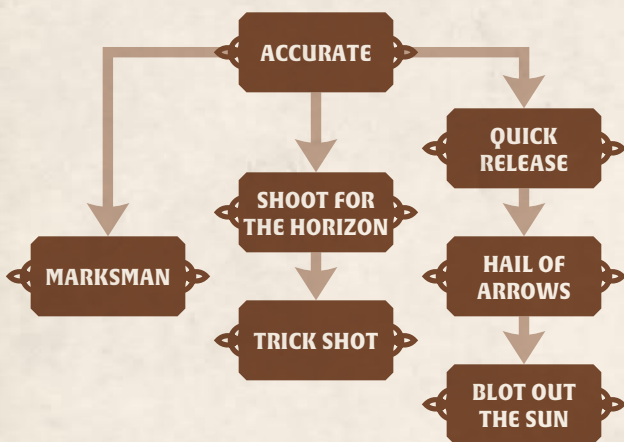 ACCURATE
QUICK
RELEASE
SHOOT FOR
THE HORIZON
MARKSMAN
HAIL OF
ARROWS
TRICK SHOT
BLOT OUT
THE SUN